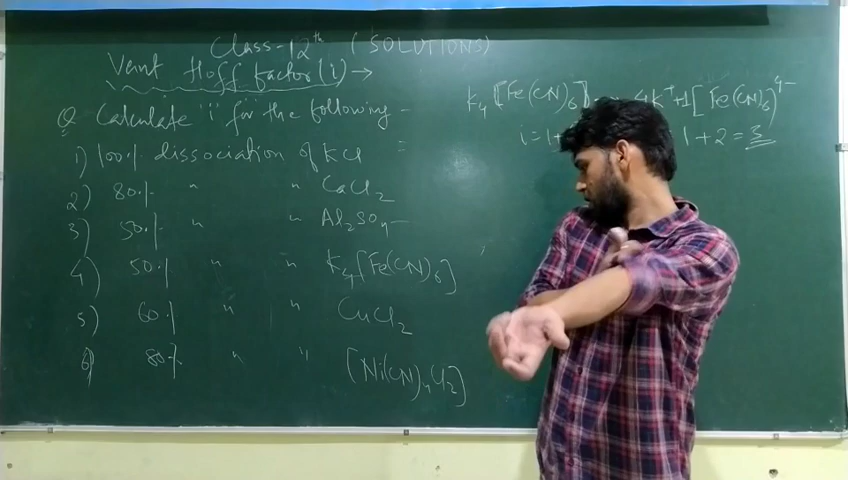 Class-12th (SOLUTIONS)
Vant Hoff factor (i) →
Q Calculate "i" for the following -
1) 100% dissociation of KCl =
2) 80% " " CaCl2
3) 50% " " Al2SO4 -
4) 50% " " K4[Fe(CN)6]
5) 60% " " CuCl2
6) 80% " " [Ni(CN)4Cl2]
K4[Fe(CN)6] 4K+ + 1[Fe(CN)6]4-
i = 1+ 1 + 2 = 3